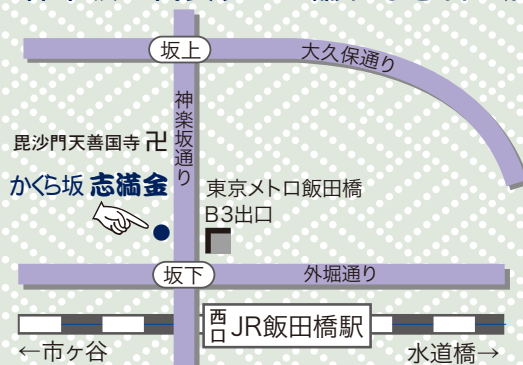 坂上
大久保通り
神楽坂通り
毘沙門天善国寺 卍
かくら坂 志満金
東京メトロ飯田橋
B3出口
坂下
外堀通り
西口 JR飯田橋駅
←市ヶ谷
水道橋→